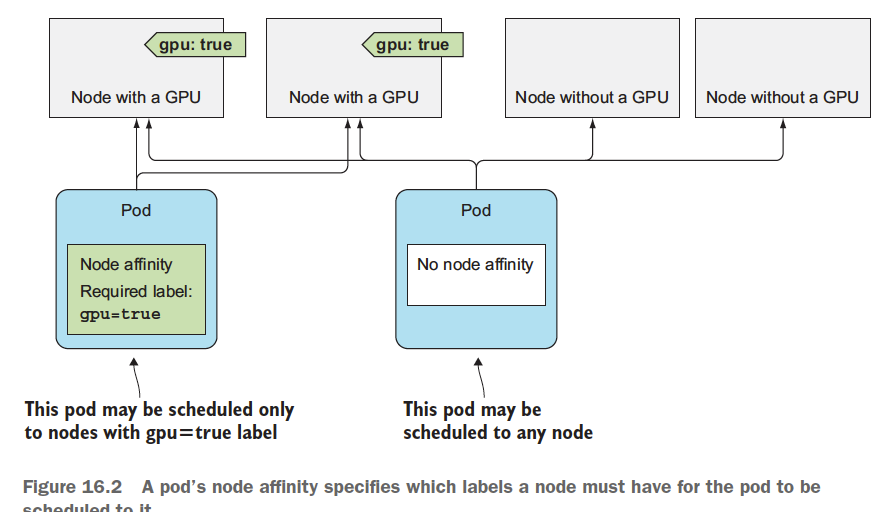 gpu: true
gpu: true
Node with a GPU
Node with a GPU
Node without a GPU
Node without a GPU
Pod
Pod
Node affinity
Required label:
gpu=true
No node affinity
This pod may be scheduled only
to nodes with gpu=true label
This pod may be
scheduled to any node
Figure 16.2 A pod's node affinity specifies which labels a node must have for the pod to be
scheduled to it